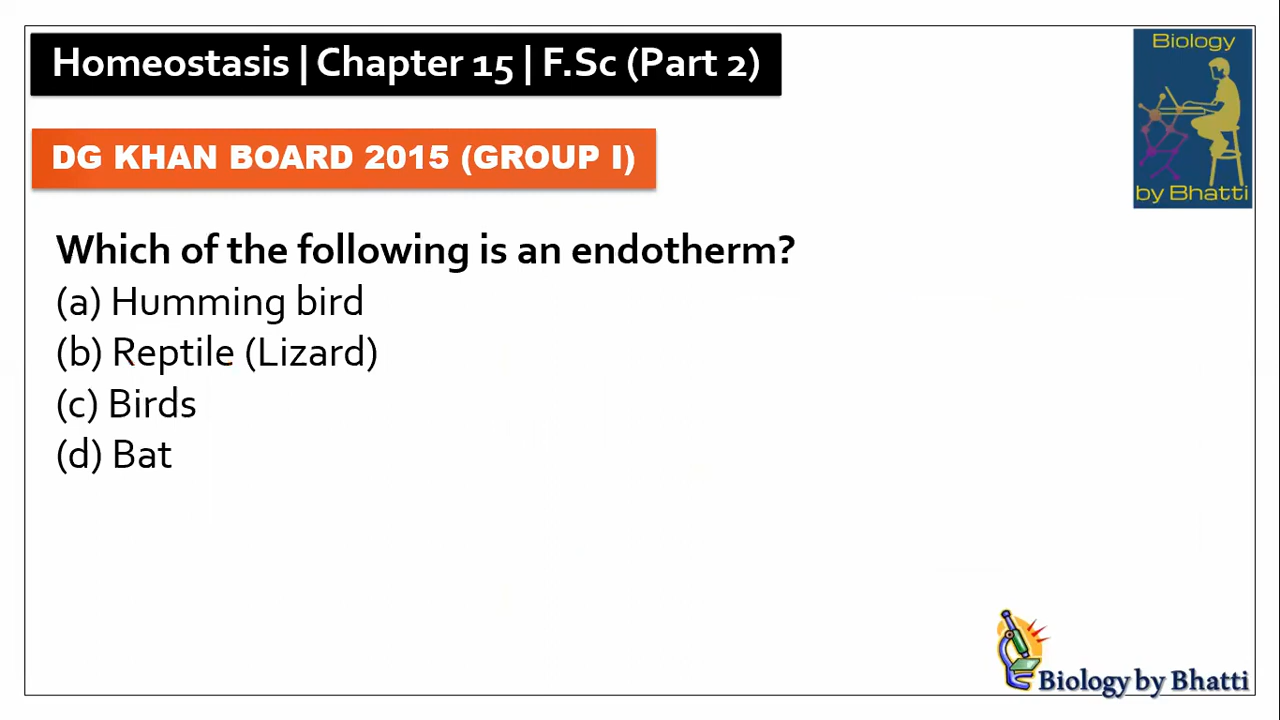 Homeostasis | Chapter 15 | F.Sc (Part 2)
Biology
by Bhatti
DG KHAN BOARD 2015 (GROUP I)
Which of the following is an endotherm?
(a) Humming bird
(b) Reptile (Lizard)
(c) Birds
(d) Bat
Biology by Bhatti